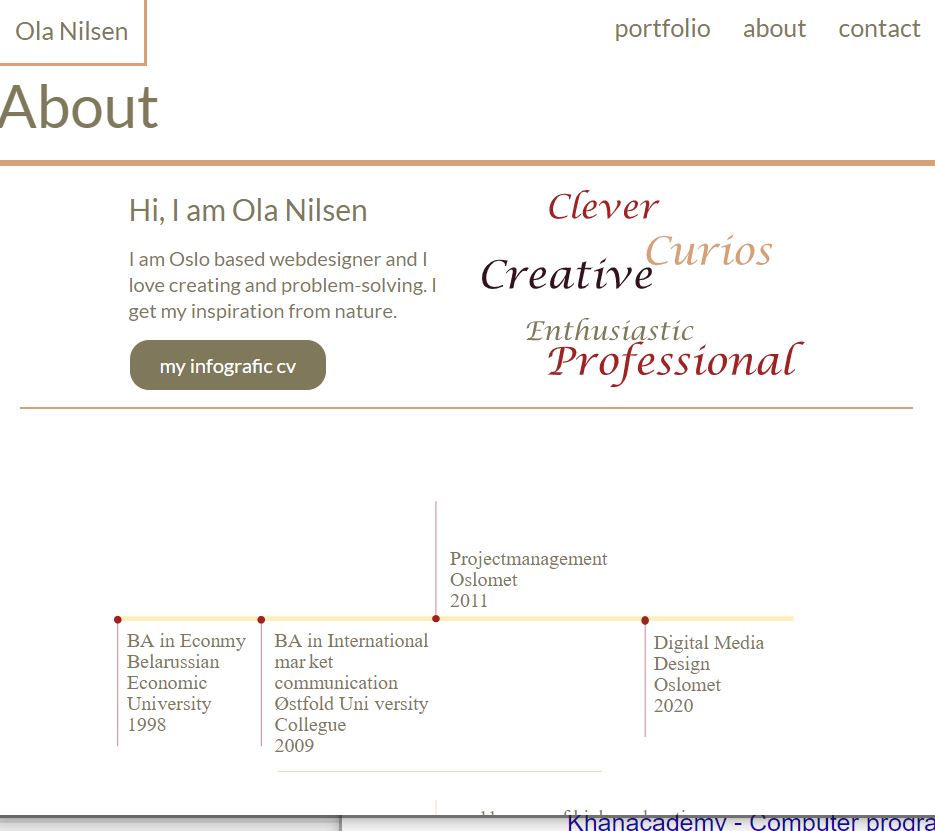 Ola Nilsen
portfolio about contact
About
Hi, I am Ola Nilsen
I am Oslo based webdesigner and I
love creating and problem-solving. I
get my inspiration from nature.
my infografic cv
Clever
Curios
Creative
Enthusiastic
Professional
Projectmanagement
Oslomet
2011
BA in Econmy
Belarussian
Economic
University
1998
BA in International
mar ket
communication
Østfold Uni versity
Collegue
2009
Digital Media
Design
Oslomet
2020
Khanacademy - Computer progra